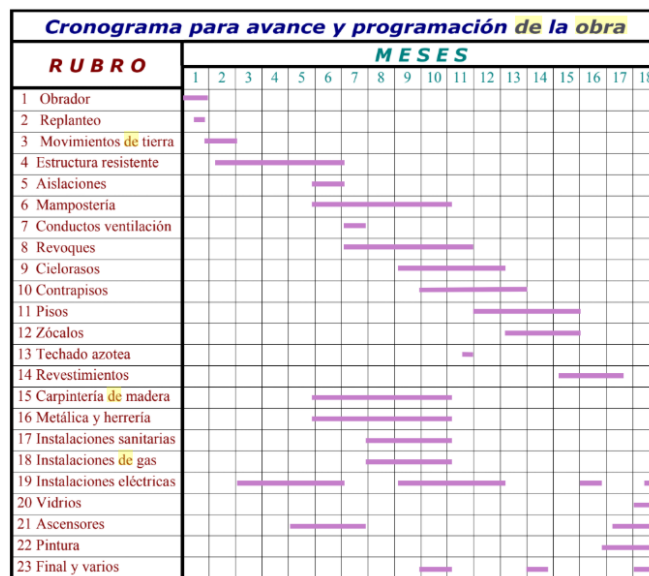 Cronograma para avance y programación de la obra
RUBRO
MESES
1 2 3 4 5 6 7 8 9 10 11 12 13 14 15 16 17 18
1 Obrador
2 Replanteo
3 Movimientos de tierra
4 Estructura resistente
5 Aislaciones
6 Mampostería
7 Conductos ventilación
8 Revoques
9 Cielorasos
10 Contrapisos
11 Pisos
12 Zócalos
13 Techado azotea
14 Revestimientos
15 Carpintería de madera
16 Metálica y herrería
17 Instalaciones sanitarias
18 Instalaciones de gas
19 Instalaciones eléctricas
20 Vidrios
21 Ascensores
22 Pintura
23 Final y varios